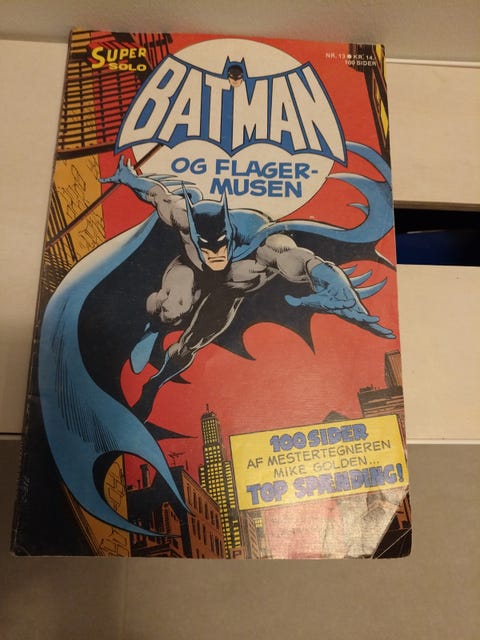 SUPER
SOLO
NR. 13 ● KR. 14.
100 SIDER
BATMAN
OG FLAGER-
MUSEN
100 SIDER
AF MESTERTEGNEREN
MIKE GOLDEN...
TOP SPÆNDING!